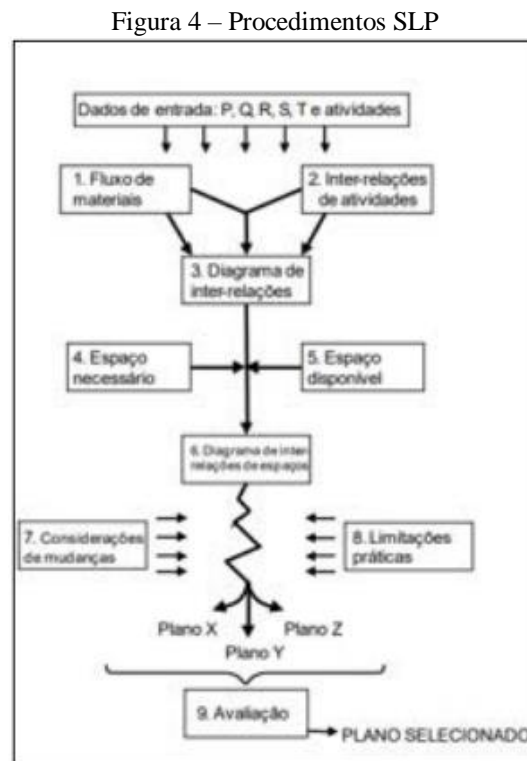 Figura 4 – Procedimentos SLP
Dados de entrada: P, Q, R, S, T e atividades
1. Fluxo de
materiais
2. Inter-relações
de atividades
3. Diagrama de
inter-relações
4. Espaço
necessário
5. Espaço
disponível
6. Diagrama de inter-
relações de espaços
7. Considerações
de mudanças
8. Limitações
práticas
Plano X
Plano Z
Plano Y
9. Avaliação
PLANO SELECIONADO